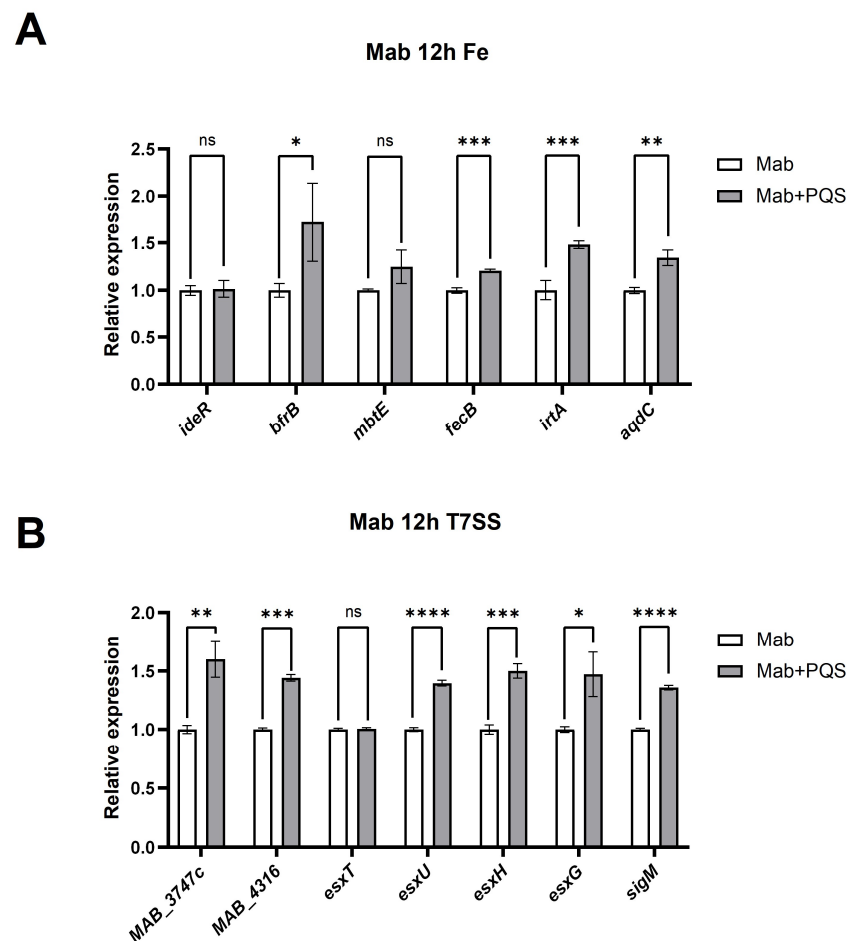 A
Mab 12h Fe
Relative expression
2.5
2.0
1.5
1.0
0.5
0.0
ns
*
ns
***
***
**
Mab
Mab+PQS
ideR
bfrB
mbtE
fecB
irtA
aqdC
B
Mab 12h T7SS
Relative expression
2.0
1.5
1.0
0.5
0.0
**
***
ns
****
***
*
****
Mab
Mab+PQS
MAB_3747c
MAB_4316
esxT
esxU
esxH
esxG
sigM